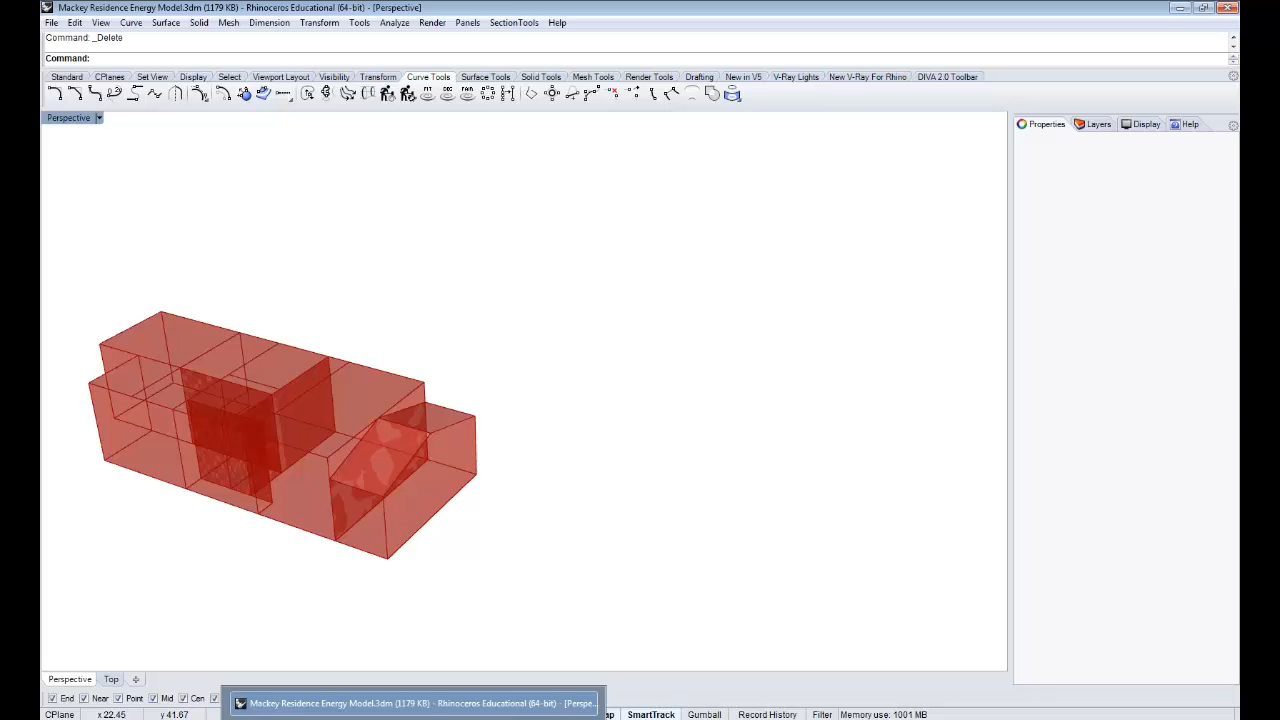 Mackey Residence Energy Model.3dm (1179 KB) - Rhinoceros Educational (64-bit) - [Perspective]
File Edit View Curve Surface Solid Mesh Dimension Transform Tools Analyze Render Panels SectionTools Help
Command: _Delete
Command:
Standard CPlanes Set View Display Select Viewport Layout Visibility Transform Curve Tools Surface Tools Solid Tools Mesh Tools Render Tools Drafting New in V5 V-Ray Lights New V-Ray For Rhino DIVA 2.0 Toolbar
Perspective
Properties Layers Display Help
Perspective Top
End Near Point Mid Cen
Mackey Residence Energy Model.3dm (1179 KB) - Rhinoceros Educational (64-bit) - [Perspe...
CPlane x 22.45 y 41.67 SmartTrack Gumball Record History Filter Memory use: 1001 MB